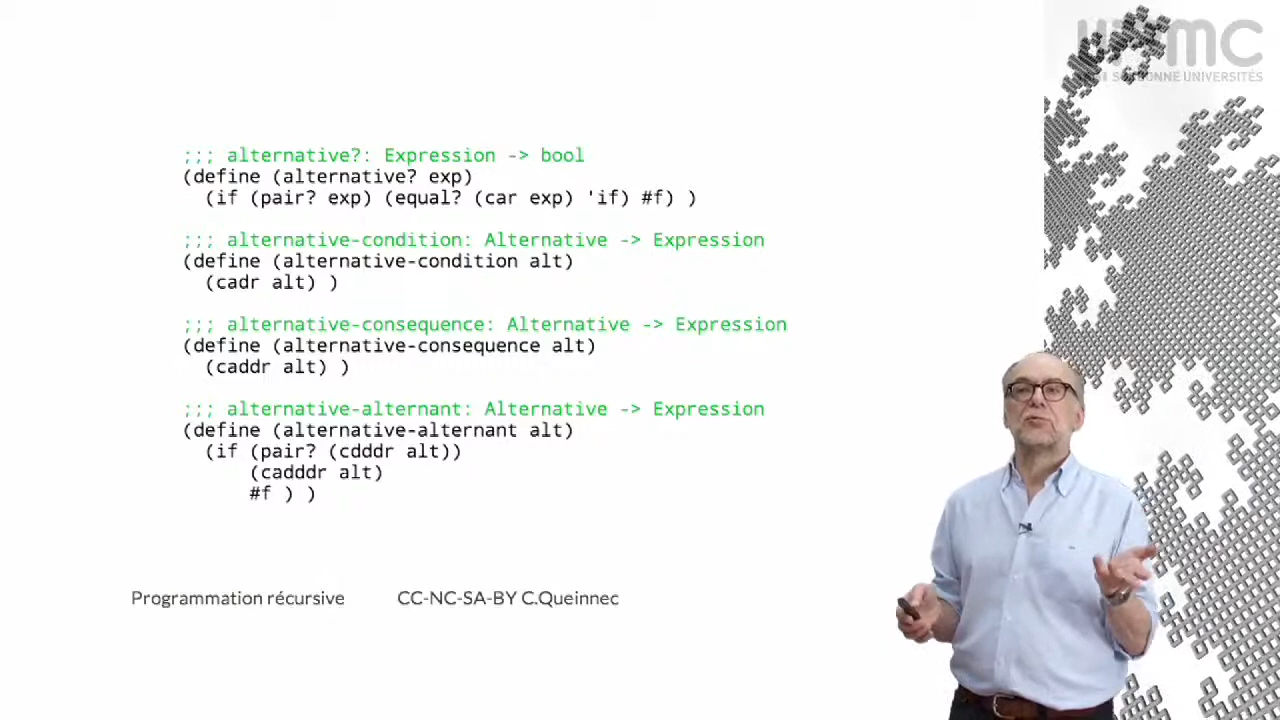 ;;; alternative?: Expression -> bool
(define (alternative? exp)
  (if (pair? exp) (equal? (car exp) 'if) #f) )
;;; alternative-condition: Alternative -> Expression
(define (alternative-condition alt)
  (cadr alt) )
;;; alternative-consequence: Alternative -> Expression
(define (alternative-consequence alt)
  (caddr alt) )
;;; alternative-alternant: Alternative -> Expression
(define (alternative-alternant alt)
  (if (pair? (cdddr alt))
      (cadddr alt)
      #f ) )
Programmation récursive CC-NC-SA-BY C.Queinnec
UPMC
SORBONNE UNIVERSITÉS